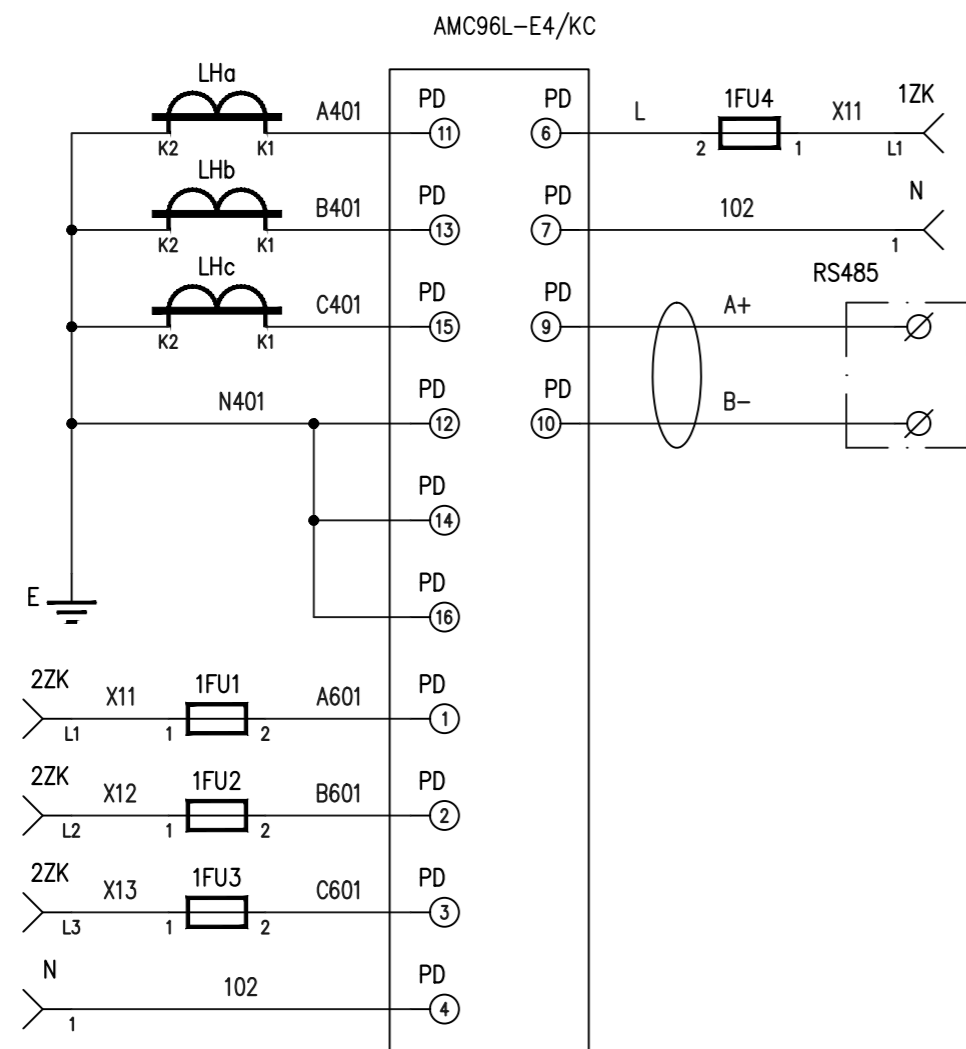 AMC96L-E4/KC
LHa
A401
PD
11
K2
K1
LHb
B401
PD
13
K2
K1
LHc
C401
PD
15
K2
K1
N401
PD
12
PD
14
PD
16
E
2ZK
X11
1FU1
A601
PD
1
L1
1
2
2ZK
X12
1FU2
B601
PD
2
L2
1
2
2ZK
X13
1FU3
C601
PD
3
L3
1
2
N
102
PD
4
1
PD
6
L
1FU4
X11
1ZK
2
1
L1
PD
7
102
N
1
RS485
PD
9
A+
PD
10
B-